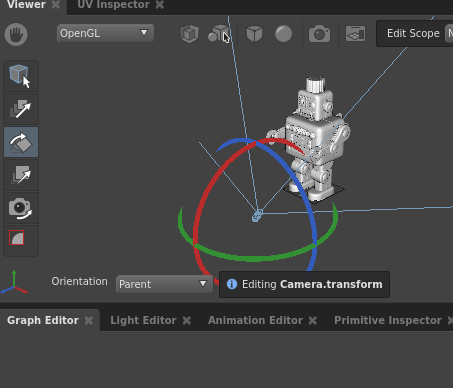 Viewer UV Inspector
OpenGL Edit Scope N
Orientation Parent Editing Camera.transform
Graph Editor Light Editor Animation Editor Primitive Inspector